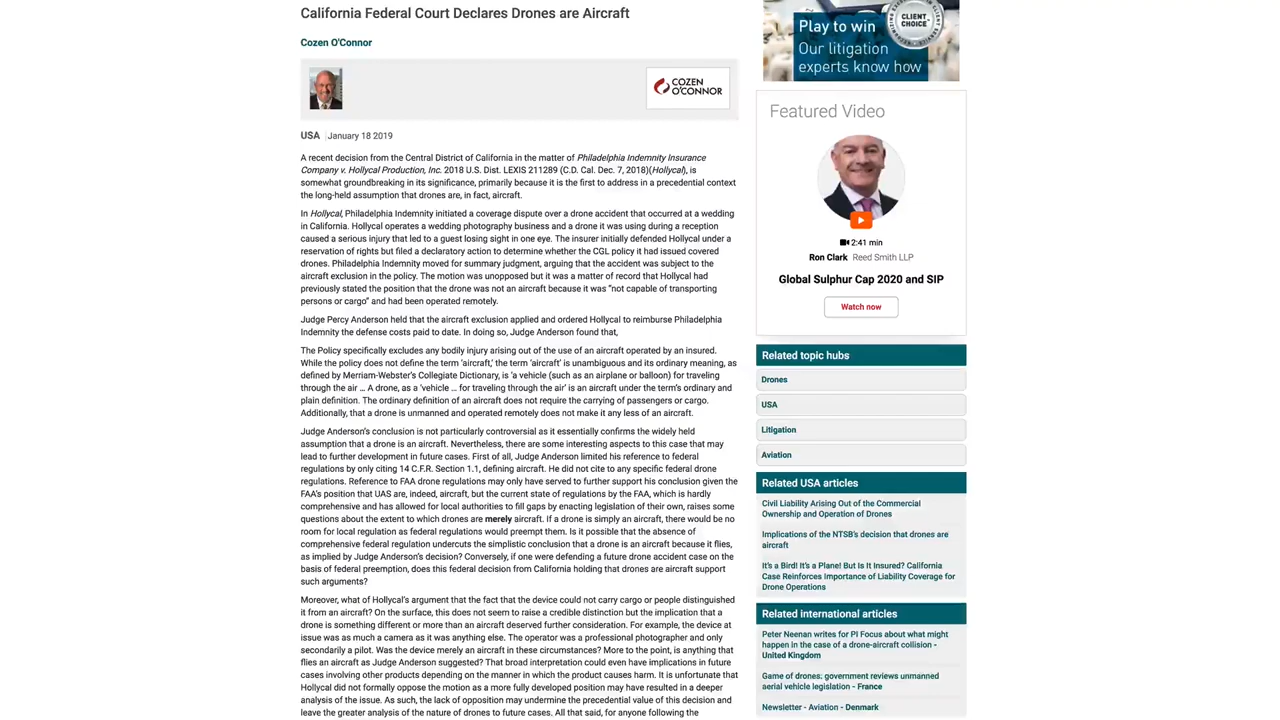 California Federal Court Declares Drones are Aircraft
Cozen O'Connor
COZEN
O'CONNOR
USA | January 18 2019
A recent decision from the Central District of California in the matter of Philadelphia Indemnity Insurance
Company v. Hollycal Production, Inc. 2018 U.S. Dist. LEXIS 211289 (C.D. Cal. Dec. 7, 2018)(Hollycal), is
somewhat groundbreaking in its significance, primarily because it is the first to address in a precedential context
the long-held assumption that drones are, in fact, aircraft.
In Hollycal, Philadelphia Indemnity initiated a coverage dispute over a drone accident that occurred at a wedding
in California. Hollycal operates a wedding photography business and a drone it was using during a reception
caused a serious injury that led to a guest losing sight in one eye. The insurer initially defended Hollycal under a
reservation of rights but filed a declaratory action to determine whether the CGL policy it had issued covered
drones. Philadelphia Indemnity moved for summary judgment, arguing that the accident was subject to the
aircraft exclusion in the policy. The motion was unopposed but it was a matter of record that Hollycal had
previously stated the position that the drone was not an aircraft because it was “not capable of transporting
persons or cargo” and had been operated remotely.
Judge Percy Anderson held that the aircraft exclusion applied and ordered Hollycal to reimburse Philadelphia
Indemnity the defense costs paid to date. In doing so, Judge Anderson found that,
The Policy specifically excludes any bodily injury arising out of the use of an aircraft operated by an insured.
While the policy does not define the term ‘aircraft,’ the term ‘aircraft’ is unambiguous and its ordinary meaning, as
defined by Merriam-Webster’s Collegiate Dictionary, is ‘a vehicle (such as an airplane or balloon) for traveling
through the air ... A drone, as a ‘vehicle ... for traveling through the air’ is an aircraft under the term’s ordinary and
plain definition. The ordinary definition of an aircraft does not require the carrying of passengers or cargo.
Additionally, that a drone is unmanned and operated remotely does not make it any less of an aircraft.
Judge Anderson’s conclusion is not particularly controversial as it essentially confirms the widely held
assumption that a drone is an aircraft. Nevertheless, there are some interesting aspects to this case that may
lead to further development in future cases. First of all, Judge Anderson limited his reference to federal
regulations by only citing 14 C.F.R. Section 1.1, defining aircraft. He did not cite to any specific federal drone
regulations. Reference to FAA drone regulations may only have served to further support his conclusion given the
FAA’s position that UAS are, indeed, aircraft, but the current state of regulations by the FAA, which is hardly
comprehensive and has allowed for local authorities to fill gaps by enacting legislation of their own, raises some
questions about the extent to which drones are merely aircraft. If a drone is simply an aircraft, there would be no
room for local regulation as federal regulations would preempt them. Is it possible that the absence of
comprehensive federal regulation undercuts the simplistic conclusion that a drone is an aircraft because it flies,
as implied by Judge Anderson’s decision? Conversely, if one were defending a future drone accident case on the
basis of federal preemption, does this federal decision from California holding that drones are aircraft support
such arguments?
Moreover, what of Hollycal’s argument that the fact that the device could not carry cargo or people distinguished
it from an aircraft? On the surface, this does not seem to raise a credible distinction but the implication that a
drone is something different or more than an aircraft deserved further consideration. For example, the device at
issue was as much a camera as it was anything else. The operator was a professional photographer and only
secondarily a pilot. Was the device merely an aircraft in these circumstances? More to the point, is anything that
flies an aircraft as Judge Anderson suggested? That broad interpretation could even have implications in future
cases involving other products depending on the manner in which the product causes harm. It is unfortunate that
Hollycal did not formally oppose the motion as a more fully developed position may have resulted in a deeper
analysis of the issue. As such, the lack of opposition may undermine the precedential value of this decision and
leave the greater analysis of the nature of drones to future cases. All that said, for anyone following the
Play to win
Our litigation
experts know how
CLIENT
CHOICE
Featured Video
2:41 min
Ron Clark Reed Smith LLP
Global Sulphur Cap 2020 and SIP
Watch now
Related topic hubs
Drones
USA
Litigation
Aviation
Related USA articles
Civil Liability Arising Out of the Commercial
Ownership and Operation of Drones
Implications of the NTSB’s decision that drones are
aircraft
It’s a Bird! It’s a Plane! But Is It Insured? California
Case Reinforces Importance of Liability Coverage for
Drone Operations
Related international articles
Peter Neenan writes for PI Focus about what might
happen in the case of a drone-aircraft collision -
United Kingdom
Game of drones: government reviews unmanned
aerial vehicle legislation - France
Newsletter - Aviation - Denmark